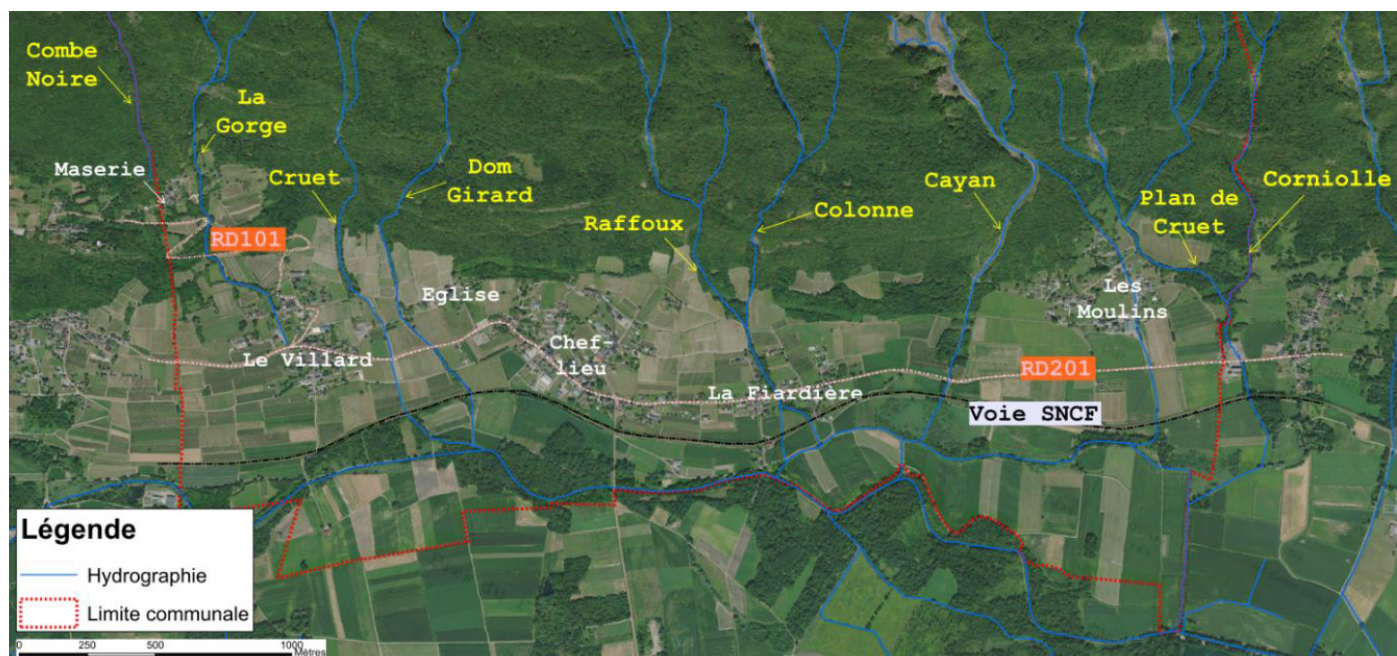 Combe
Noire
La
Gorge
Maserie
Cruet
Dom
Girard
Raffoux
Colonne
Cayan
Plan de
Cruet
Corniolle
RD101
Eglise
Les
Moulins
Le Villard
Chef-
lieu
La Fiardière
RD201
Voie SNCF
Légende
Hydrographie
Limite communale
0 250 500 1000
Mètres